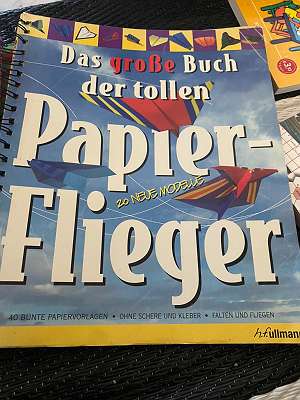 Das große Buch
der tollen
Papier-
20 NEUE MODELLE
Flieger
40 BUNTE PAPIERVORLAGEN • OHNE SCHERE UND KLEBER • FALTEN UND FLIEGEN
h.f.ullmann